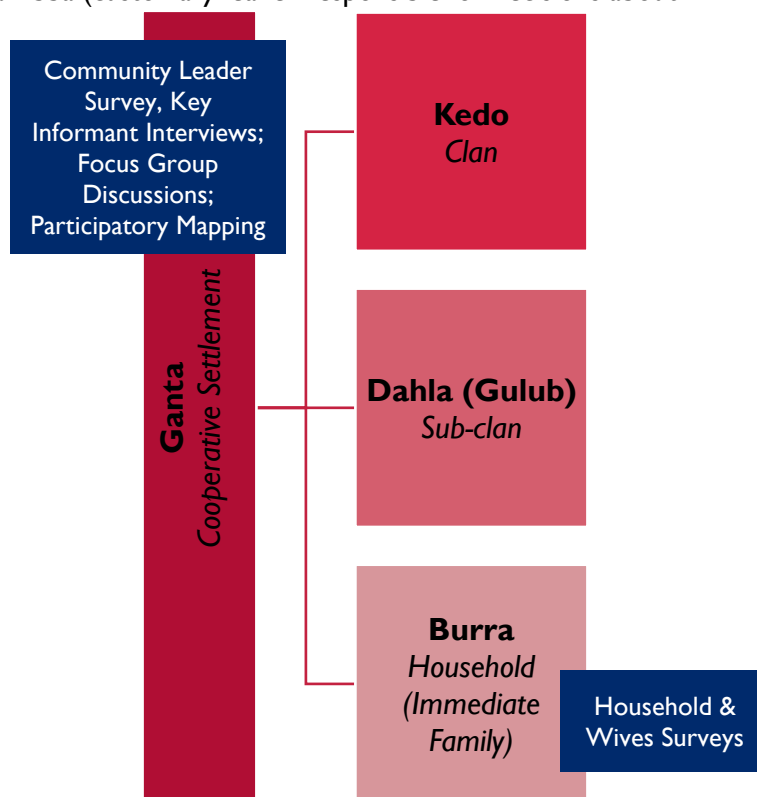 Community Leader
Survey, Key
Informant Interviews;
Focus Group
Discussions;
Participatory Mapping
Ganta
Cooperative Settlement
Kedo
Clan
Dahla (Gulub)
Sub-clan
Burra
Household
(Immediate
Family)
Household &
Wives Surveys